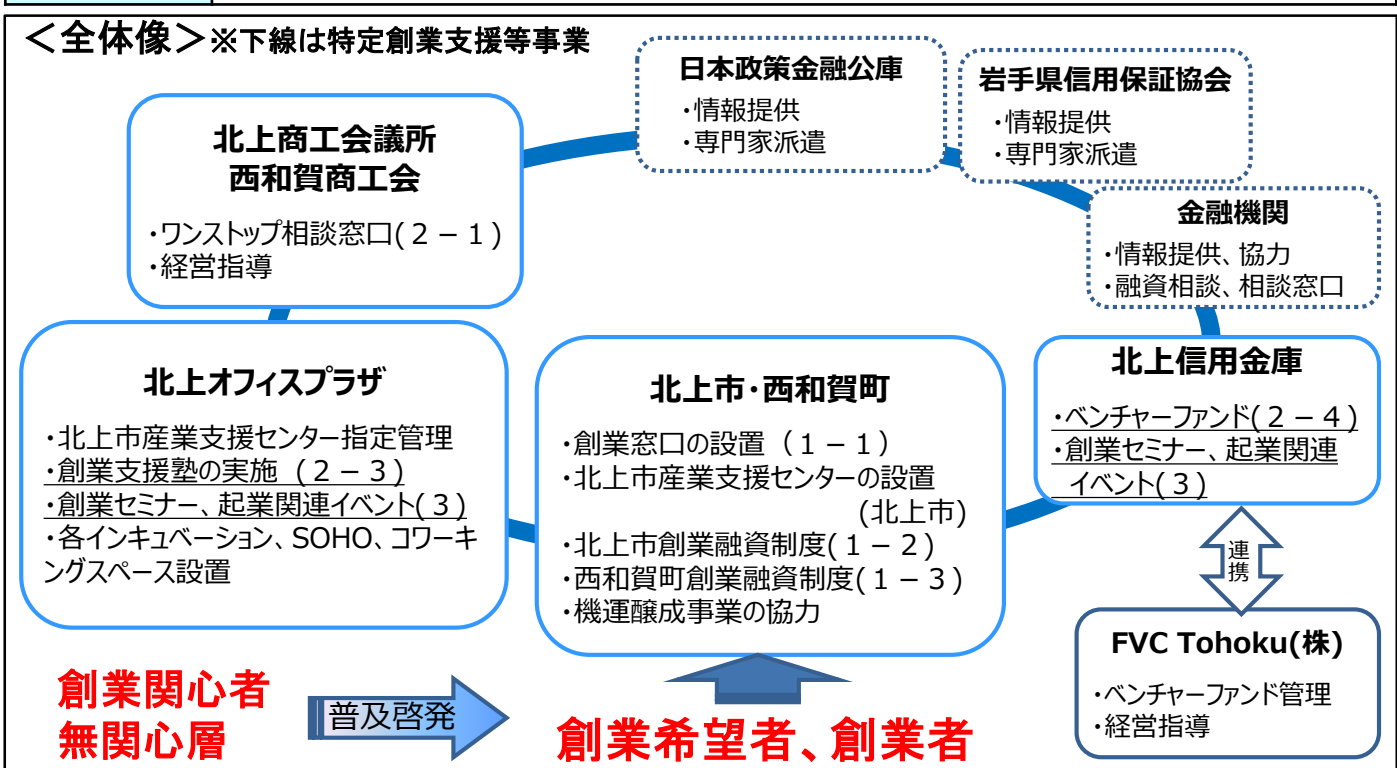 ＜全体像＞※下線は特定創業支援等事業
日本政策金融公庫
・情報提供
・専門家派遣
岩手県信用保証協会
・情報提供
・専門家派遣
北上商工会議所
西和賀商工会
・ワンストップ相談窓口(２－１)
・経営指導
金融機関
・情報提供、協力
・融資相談、相談窓口
北上オフィスプラザ
・北上市産業支援センター指定管理
・創業支援塾の実施 (２－３)
・創業セミナー、起業関連イベント(３)
・各インキュベーション、SOHO、コワーキ
ングスペース設置
北上市・西和賀町
・創業窓口の設置（１－１）
・北上市産業支援センターの設置
(北上市)
・北上市創業融資制度(１－２)
・西和賀町創業融資制度(１－３)
・機運醸成事業の協力
北上信用金庫
・ベンチャーファンド(２－４)
・創業セミナー、起業関連
イベント(３)
連
携
FVC Tohoku(株)
・ベンチャーファンド管理
・経営指導
創業関心者
無関心層
普及啓発
創業希望者、創業者